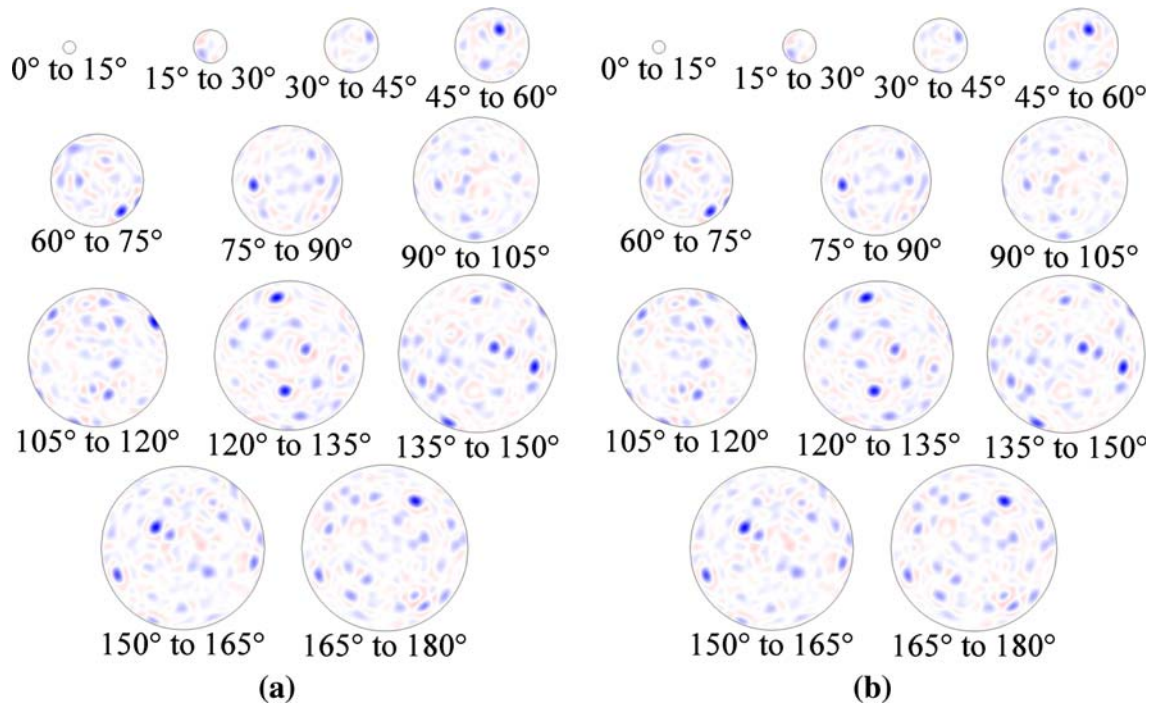 0° to 15°
15° to 30°
30° to 45°
45° to 60°
60° to 75°
75° to 90°
90° to 105°
105° to 120°
120° to 135°
135° to 150°
150° to 165°
165° to 180°
(a)
0° to 15°
15° to 30°
30° to 45°
45° to 60°
60° to 75°
75° to 90°
90° to 105°
105° to 120°
120° to 135°
135° to 150°
150° to 165°
165° to 180°
(b)